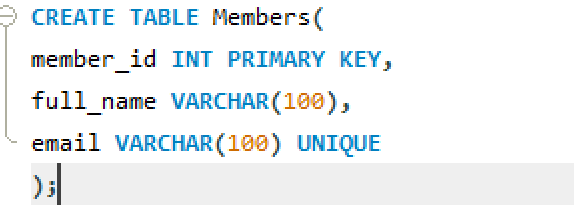 CREATE TABLE Members(
member_id INT PRIMARY KEY,
full_name VARCHAR(100),
email VARCHAR(100) UNIQUE
);